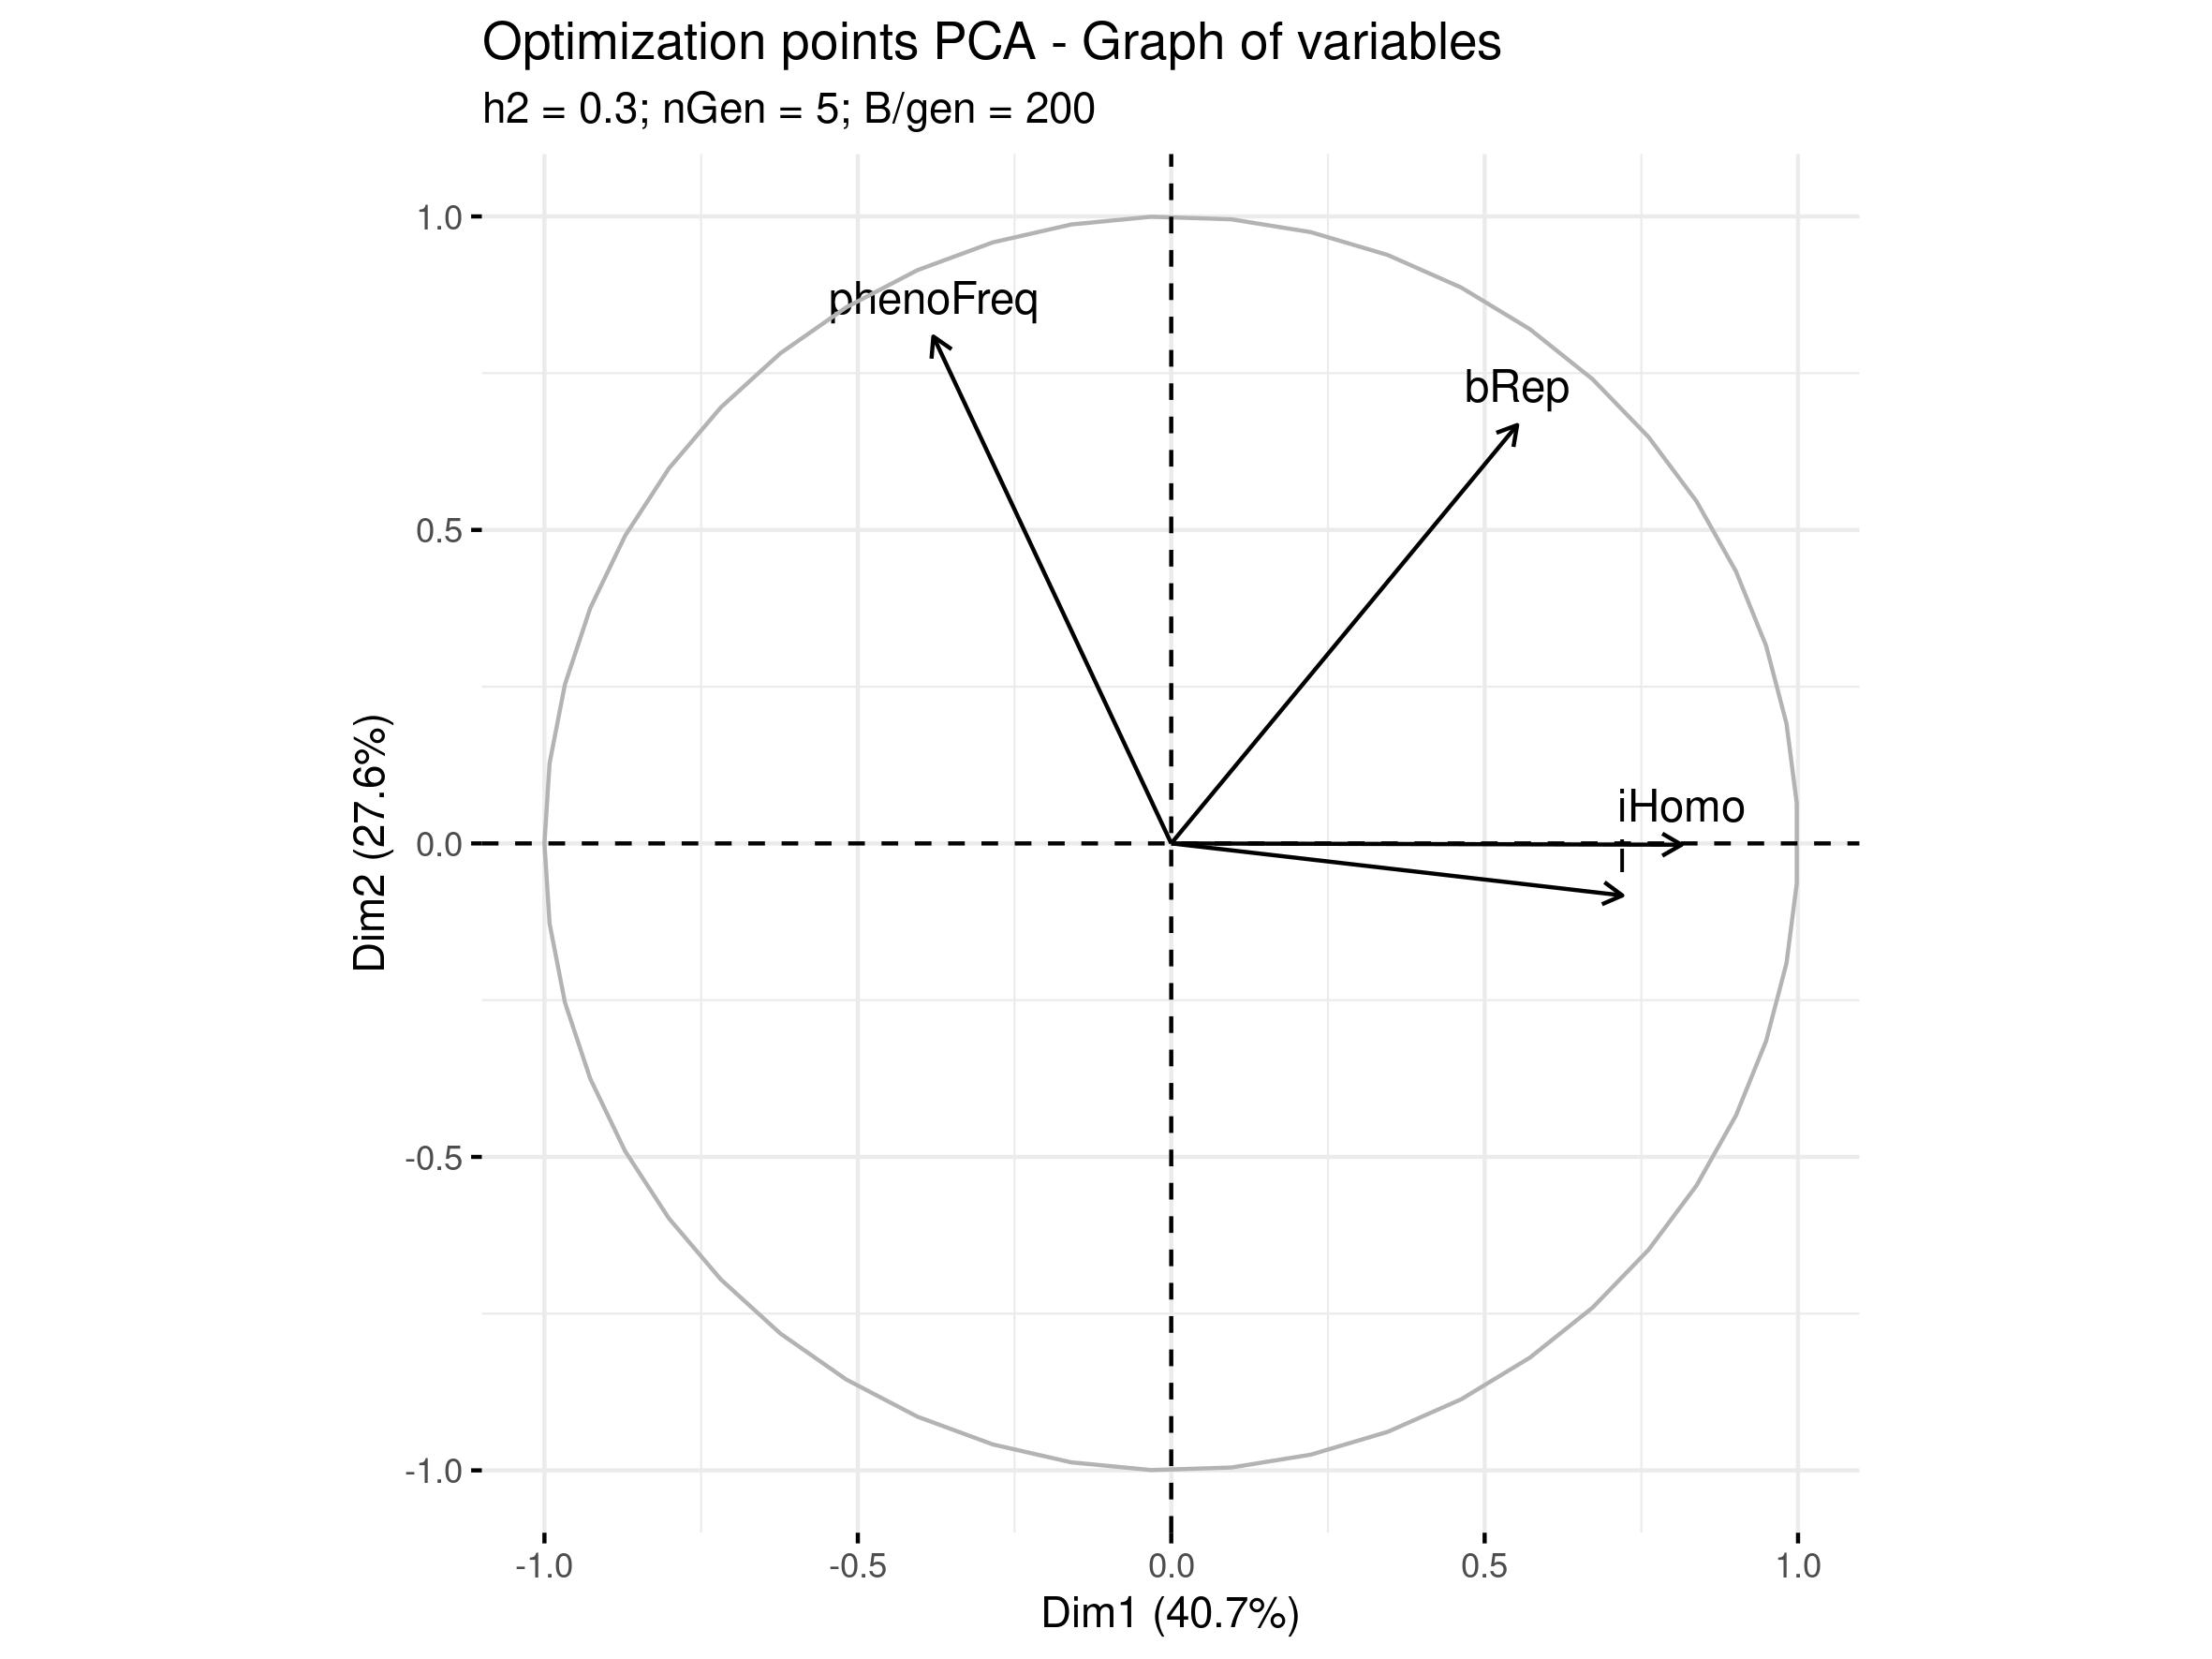 Optimization points PCA - Graph of variables
h2 = 0.3; nGen = 5; B/gen = 200
1.0
phenoFreq
bRep
0.5
iHomo
0.0
i
-0.5
-1.0
Dim2 (27.6%)
-1.0
-0.5
0.0
0.5
1.0
Dim1 (40.7%)